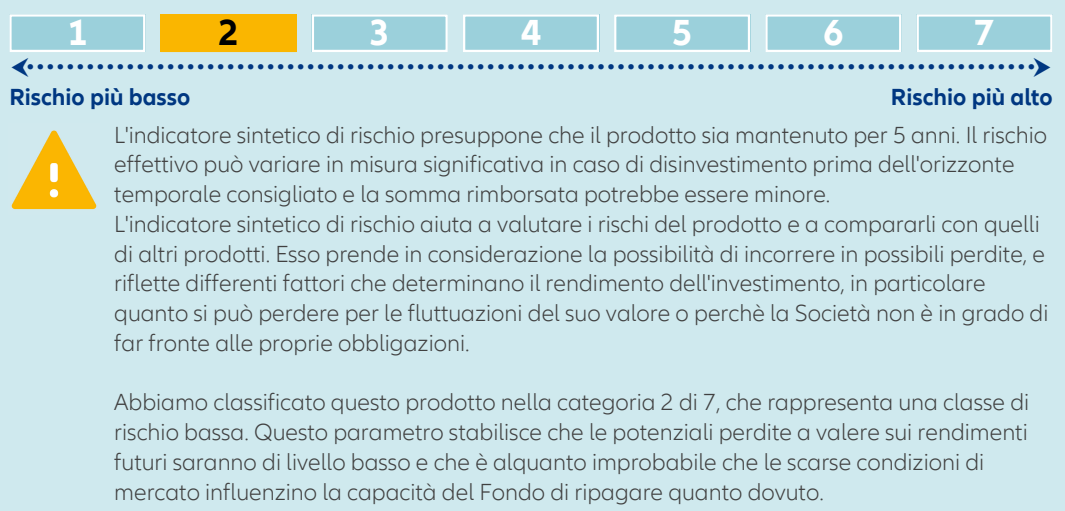 1 2 3 4 5 6 7
Rischio più basso Rischio più alto
L'indicatore sintetico di rischio presuppone che il prodotto sia mantenuto per 5 anni. Il rischio
effettivo può variare in misura significativa in caso di disinvestimento prima dell'orizzonte
temporale consigliato e la somma rimborsata potrebbe essere minore.
L'indicatore sintetico di rischio aiuta a valutare i rischi del prodotto e a compararli con quelli
di altri prodotti. Esso prende in considerazione la possibilità di incorrere in possibili perdite, e
riflette differenti fattori che determinano il rendimento dell'investimento, in particolare
quanto si può perdere per le fluttuazioni del suo valore o perchè la Società non è in grado di
far fronte alle proprie obbligazioni.
Abbiamo classificato questo prodotto nella categoria 2 di 7, che rappresenta una classe di
rischio bassa. Questo parametro stabilisce che le potenziali perdite a valere sui rendimenti
futuri saranno di livello basso e che è alquanto improbabile che le scarse condizioni di
mercato influenzino la capacità del Fondo di ripagare quanto dovuto.